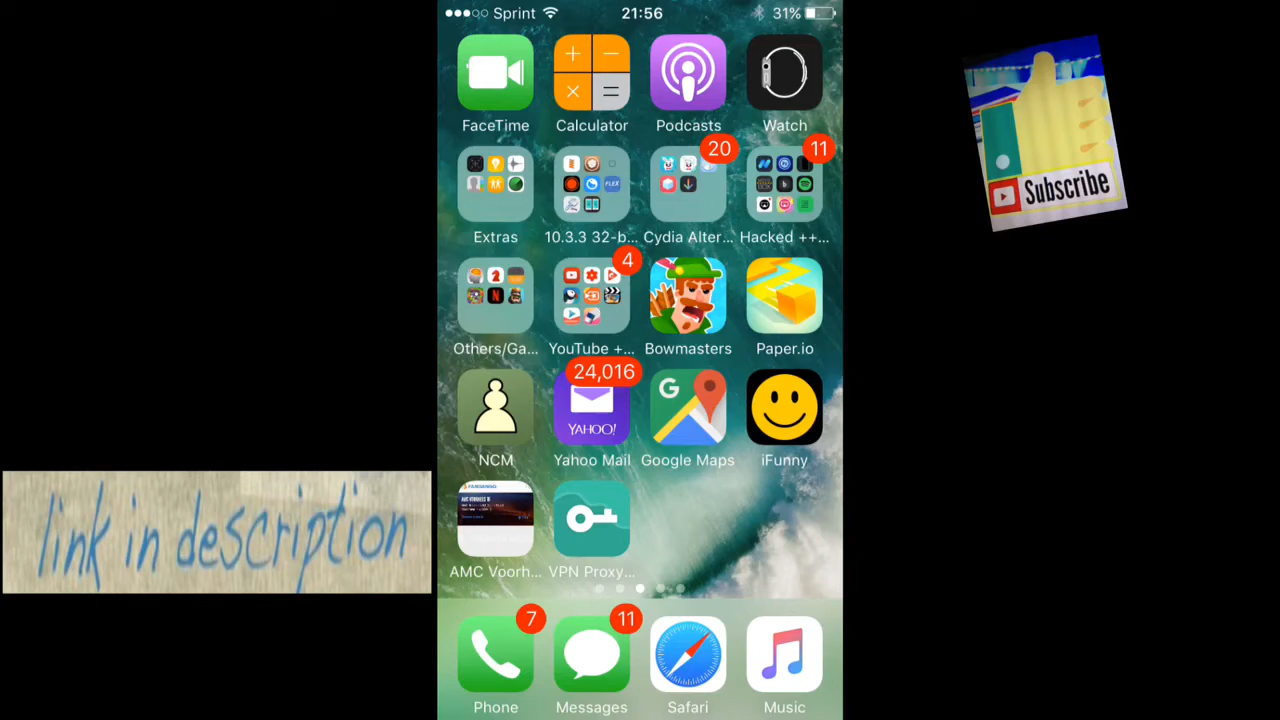 Sprint 21:56 31%
FaceTime Calculator Podcasts Watch
20 11
FLEX
Extras 10.3.3 32-b... Cydia Alter... Hacked ++...
4
Others/Ga... YouTube +... Bowmasters Paper.io
24,016
YAHOO!
NCM Yahoo Mail Google Maps iFunny
AMC Voorh... VPN Proxy...
7 11
Phone Messages Safari Music
Subscribe
link in description